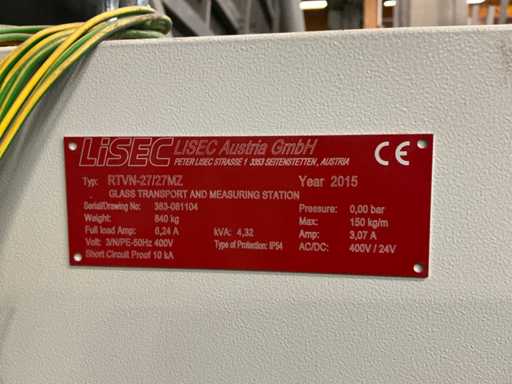 LiSEC LISEC Austria GmbH CE
PETER LISEC STRASSE 1 3353 SEITENSTETTEN, AUSTRIA
Typ: RTVN-27/27MZ Year 2015
GLASS TRANSPORT AND MEASURING STATION
Serial/Drawing No: 383-081104 Pressure: 0,00 bar
Weight: 840 kg Max: 150 kg/m
Full load Amp: 6,24 A kVA: 4,32 Amp: 3,07 A
Volt: 3/N/PE-50Hz 400V Type of Protection: IP54 AC/DC: 400V / 24V
Short Circuit Proof 10 kA